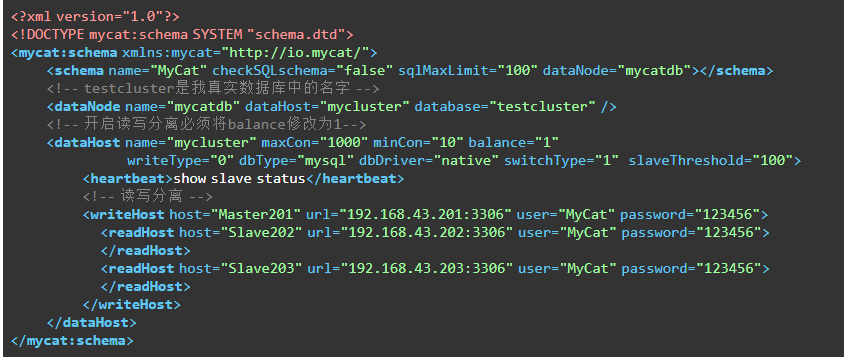 <?xml version="1.0"?>
<!DOCTYPE mycat:schema SYSTEM "schema.dtd">
<mycat:schema xmlns:mycat="http://io.mycat/">
    <schema name="MyCat" checkSQLschema="false" sqlMaxLimit="100" dataNode="mycatdb"></schema>
    <!-- testcluster是我真实数据库中的名字 -->
    <dataNode name="mycatdb" dataHost="mycluster" database="testcluster" />
    <!-- 开启读写分离必须将balance修改为1-->
    <dataHost name="mycluster" maxCon="1000" minCon="10" balance="1"
             writeType="0" dbType="mysql" dbDriver="native" switchType="1" slaveThreshold="100">
        <heartbeat>show slave status</heartbeat>
        <!-- 读写分离 -->
        <writeHost host="Master201" url="192.168.43.201:3306" user="MyCat" password="123456">
          <readHost host="Slave202" url="192.168.43.202:3306" user="MyCat" password="123456">
          </readHost>
          <readHost host="Slave203" url="192.168.43.203:3306" user="MyCat" password="123456">
          </readHost>
        </writeHost>
    </dataHost>
</mycat:schema>